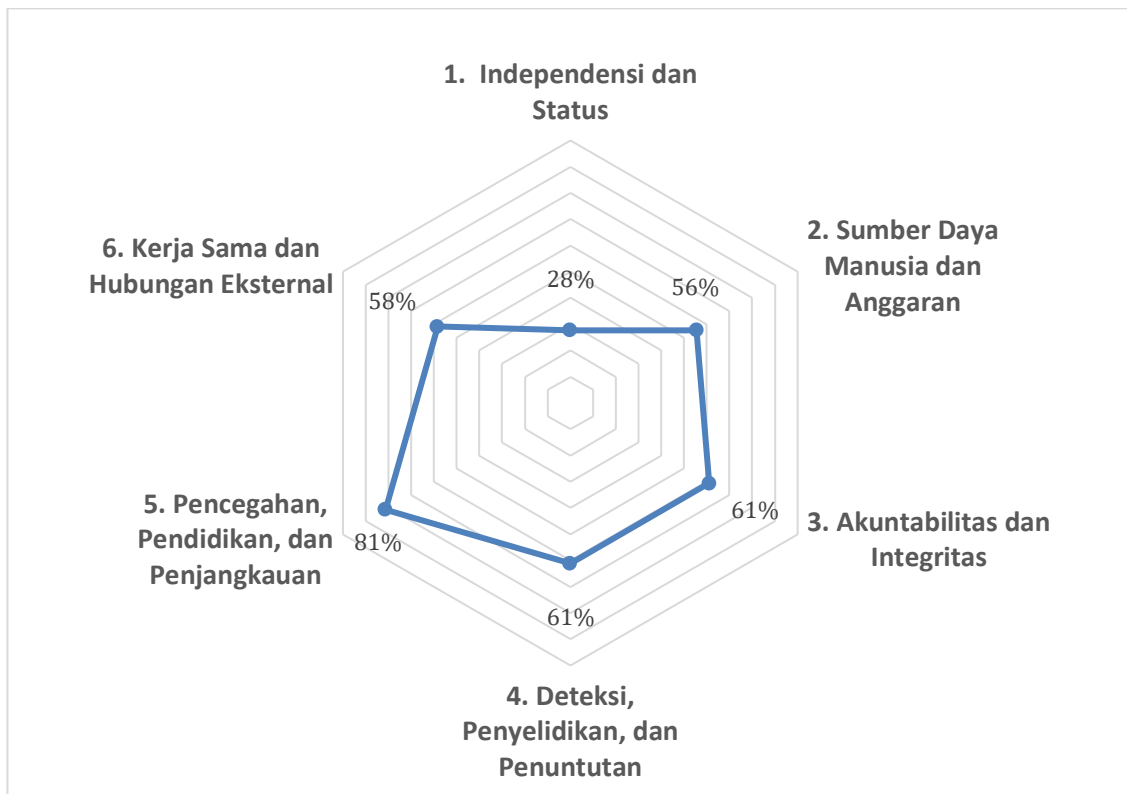 1. Independensi dan
Status
28%
2. Sumber Daya
Manusia dan
Anggaran
56%
3. Akuntabilitas dan
Integritas
61%
4. Deteksi,
Penyelidikan, dan
Penuntutan
61%
5. Pencegahan,
Pendidikan, dan
Penjangkauan
81%
6. Kerja Sama dan
Hubungan Eksternal
58%